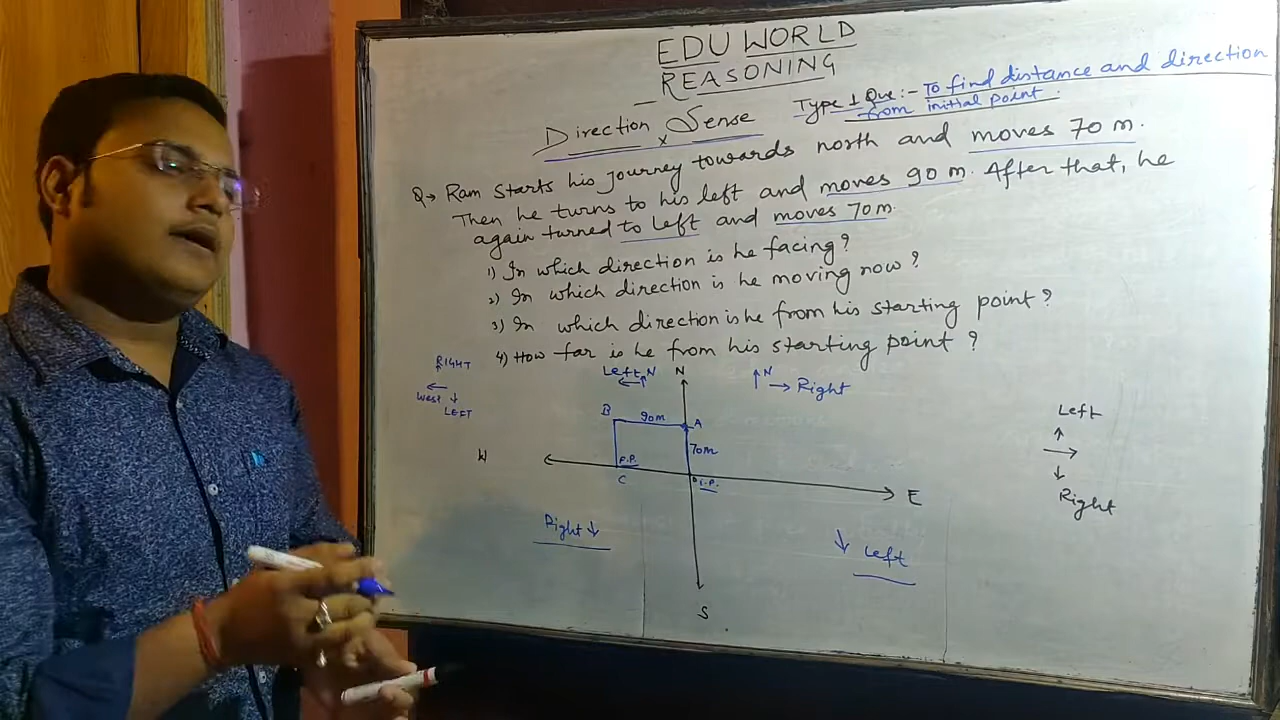 EDU WORLD
REASONING
Direction Sense
Type 1 Que:- To find distance and direction
from initial point.
Q→ Ram starts his journey towards north and moves 70 m.
Then he turns to his left and moves 90 m. After that, he
again turned to left and moves 70m.
1) In which direction is he facing?
2) In which direction is he moving now?
3) In which direction is he from his starting point?
4) How far is he from his starting point?
RIGHT
West
LEFT
Left N
N
N
Right
Left
Right
B 90m A
70m
W
F.P.
C
I.P.
E
Right ↓
↓ Left
S